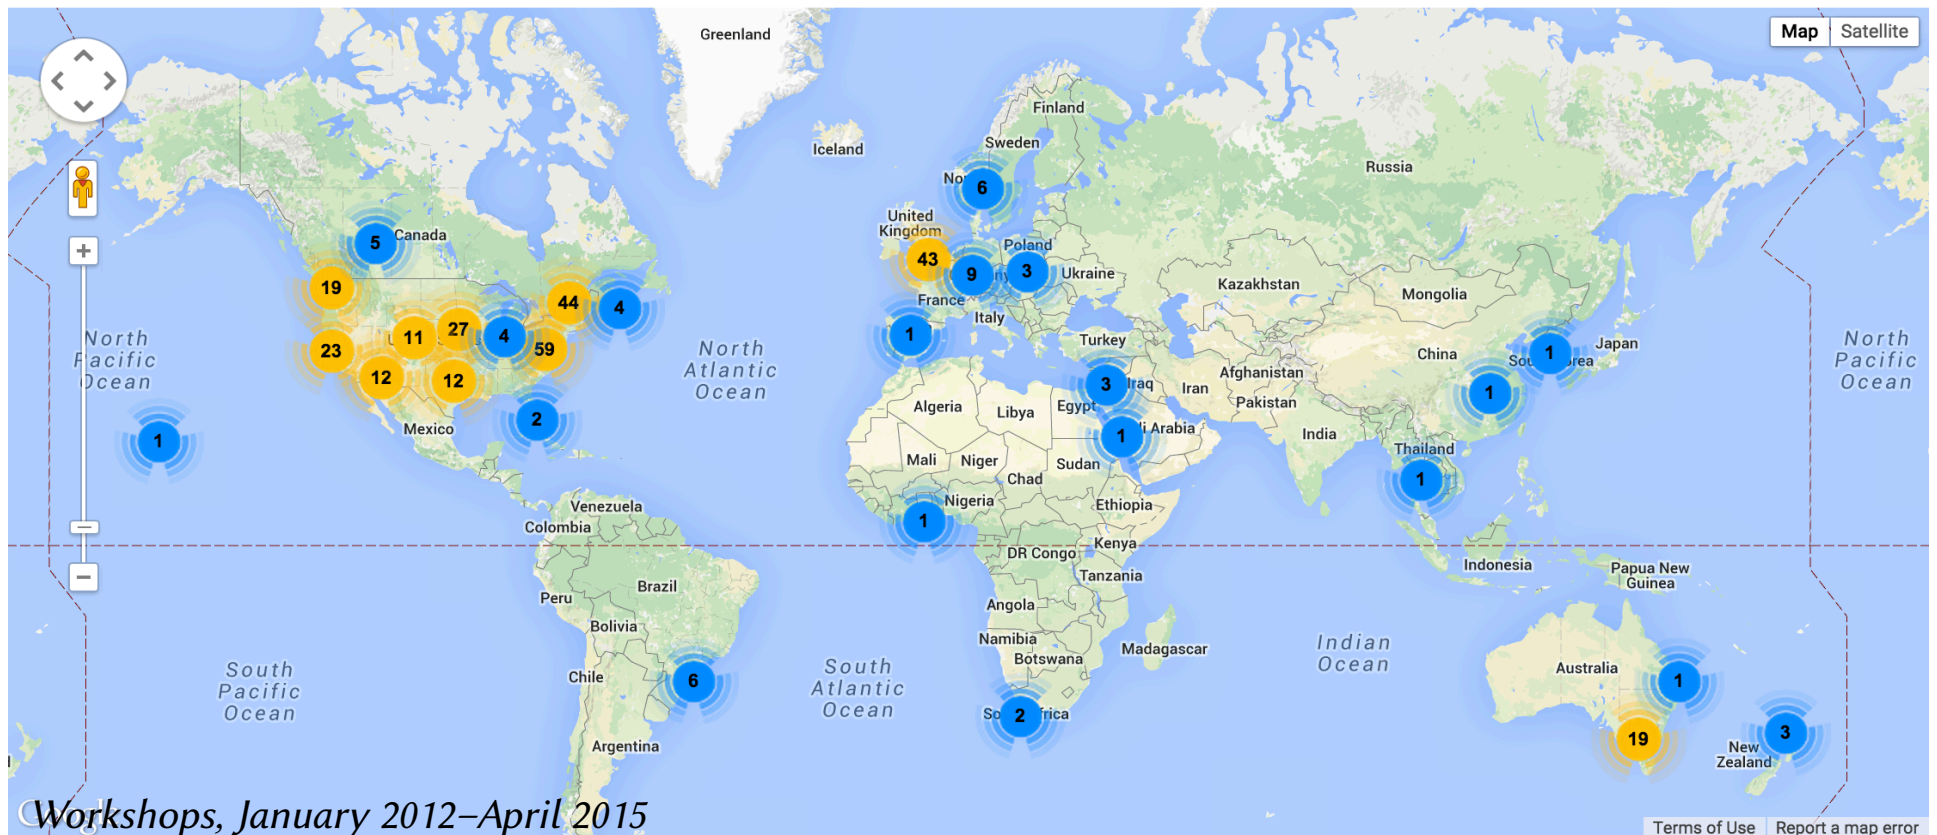 Greenland
Map
Satellite
Finland
Iceland
Sweden
Russia
No
6
United
Kingdom
5
Canada
43
Poland
9
3
Ukraine
Kazakhstan
Mongolia
19
44
4
France
Italy
11
27
4
59
1
Turkey
23
North
Pacific
Ocean
North
Atlantic
Ocean
China
1
Japan
North
Pacific
Ocean
12
12
3
Iraq
Iran
Afghanistan
Pakistan
1
Algeria
Libya
Egypt
Mexico
2
1
1
i Arabia
India
Thailand
Mali
Niger
Chad
Sudan
1
Venezuela
Nigeria
Ethiopia
Colombia
1
DR Congo
Kenya
Indonesia
Papua New
Guinea
Tanzania
Brazil
Peru
Angola
Bolivia
Namibia
Botswana
Madagascar
Indian
Ocean
Australia
South
Pacific
Ocean
Chile
6
South
Atlantic
Ocean
1
So
2
frica
19
3
New
Zealand
Argentina
Workshops, January 2012–April 2015
Terms of Use
Report a map error